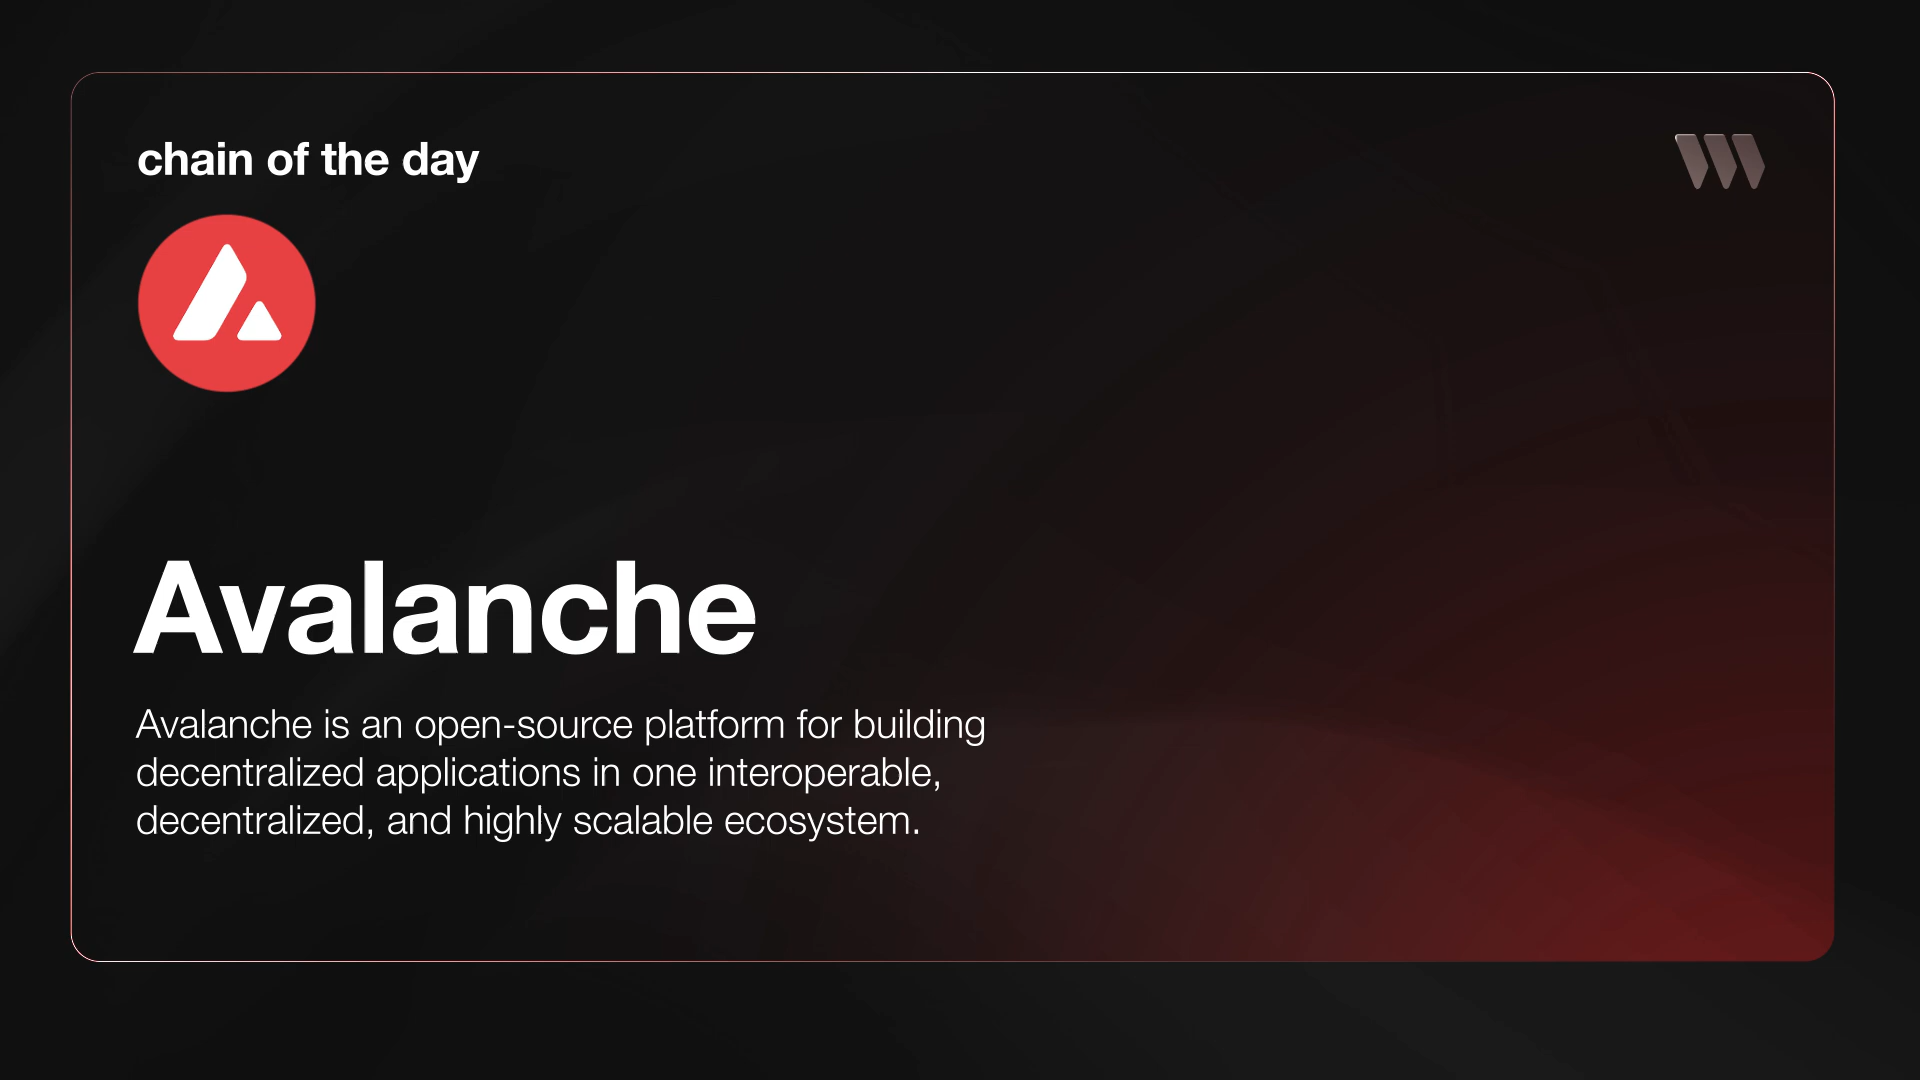 chain of the day
Avalanche
Avalanche is an open-source platform for building
decentralized applications in one interoperable,
decentralized, and highly scalable ecosystem.